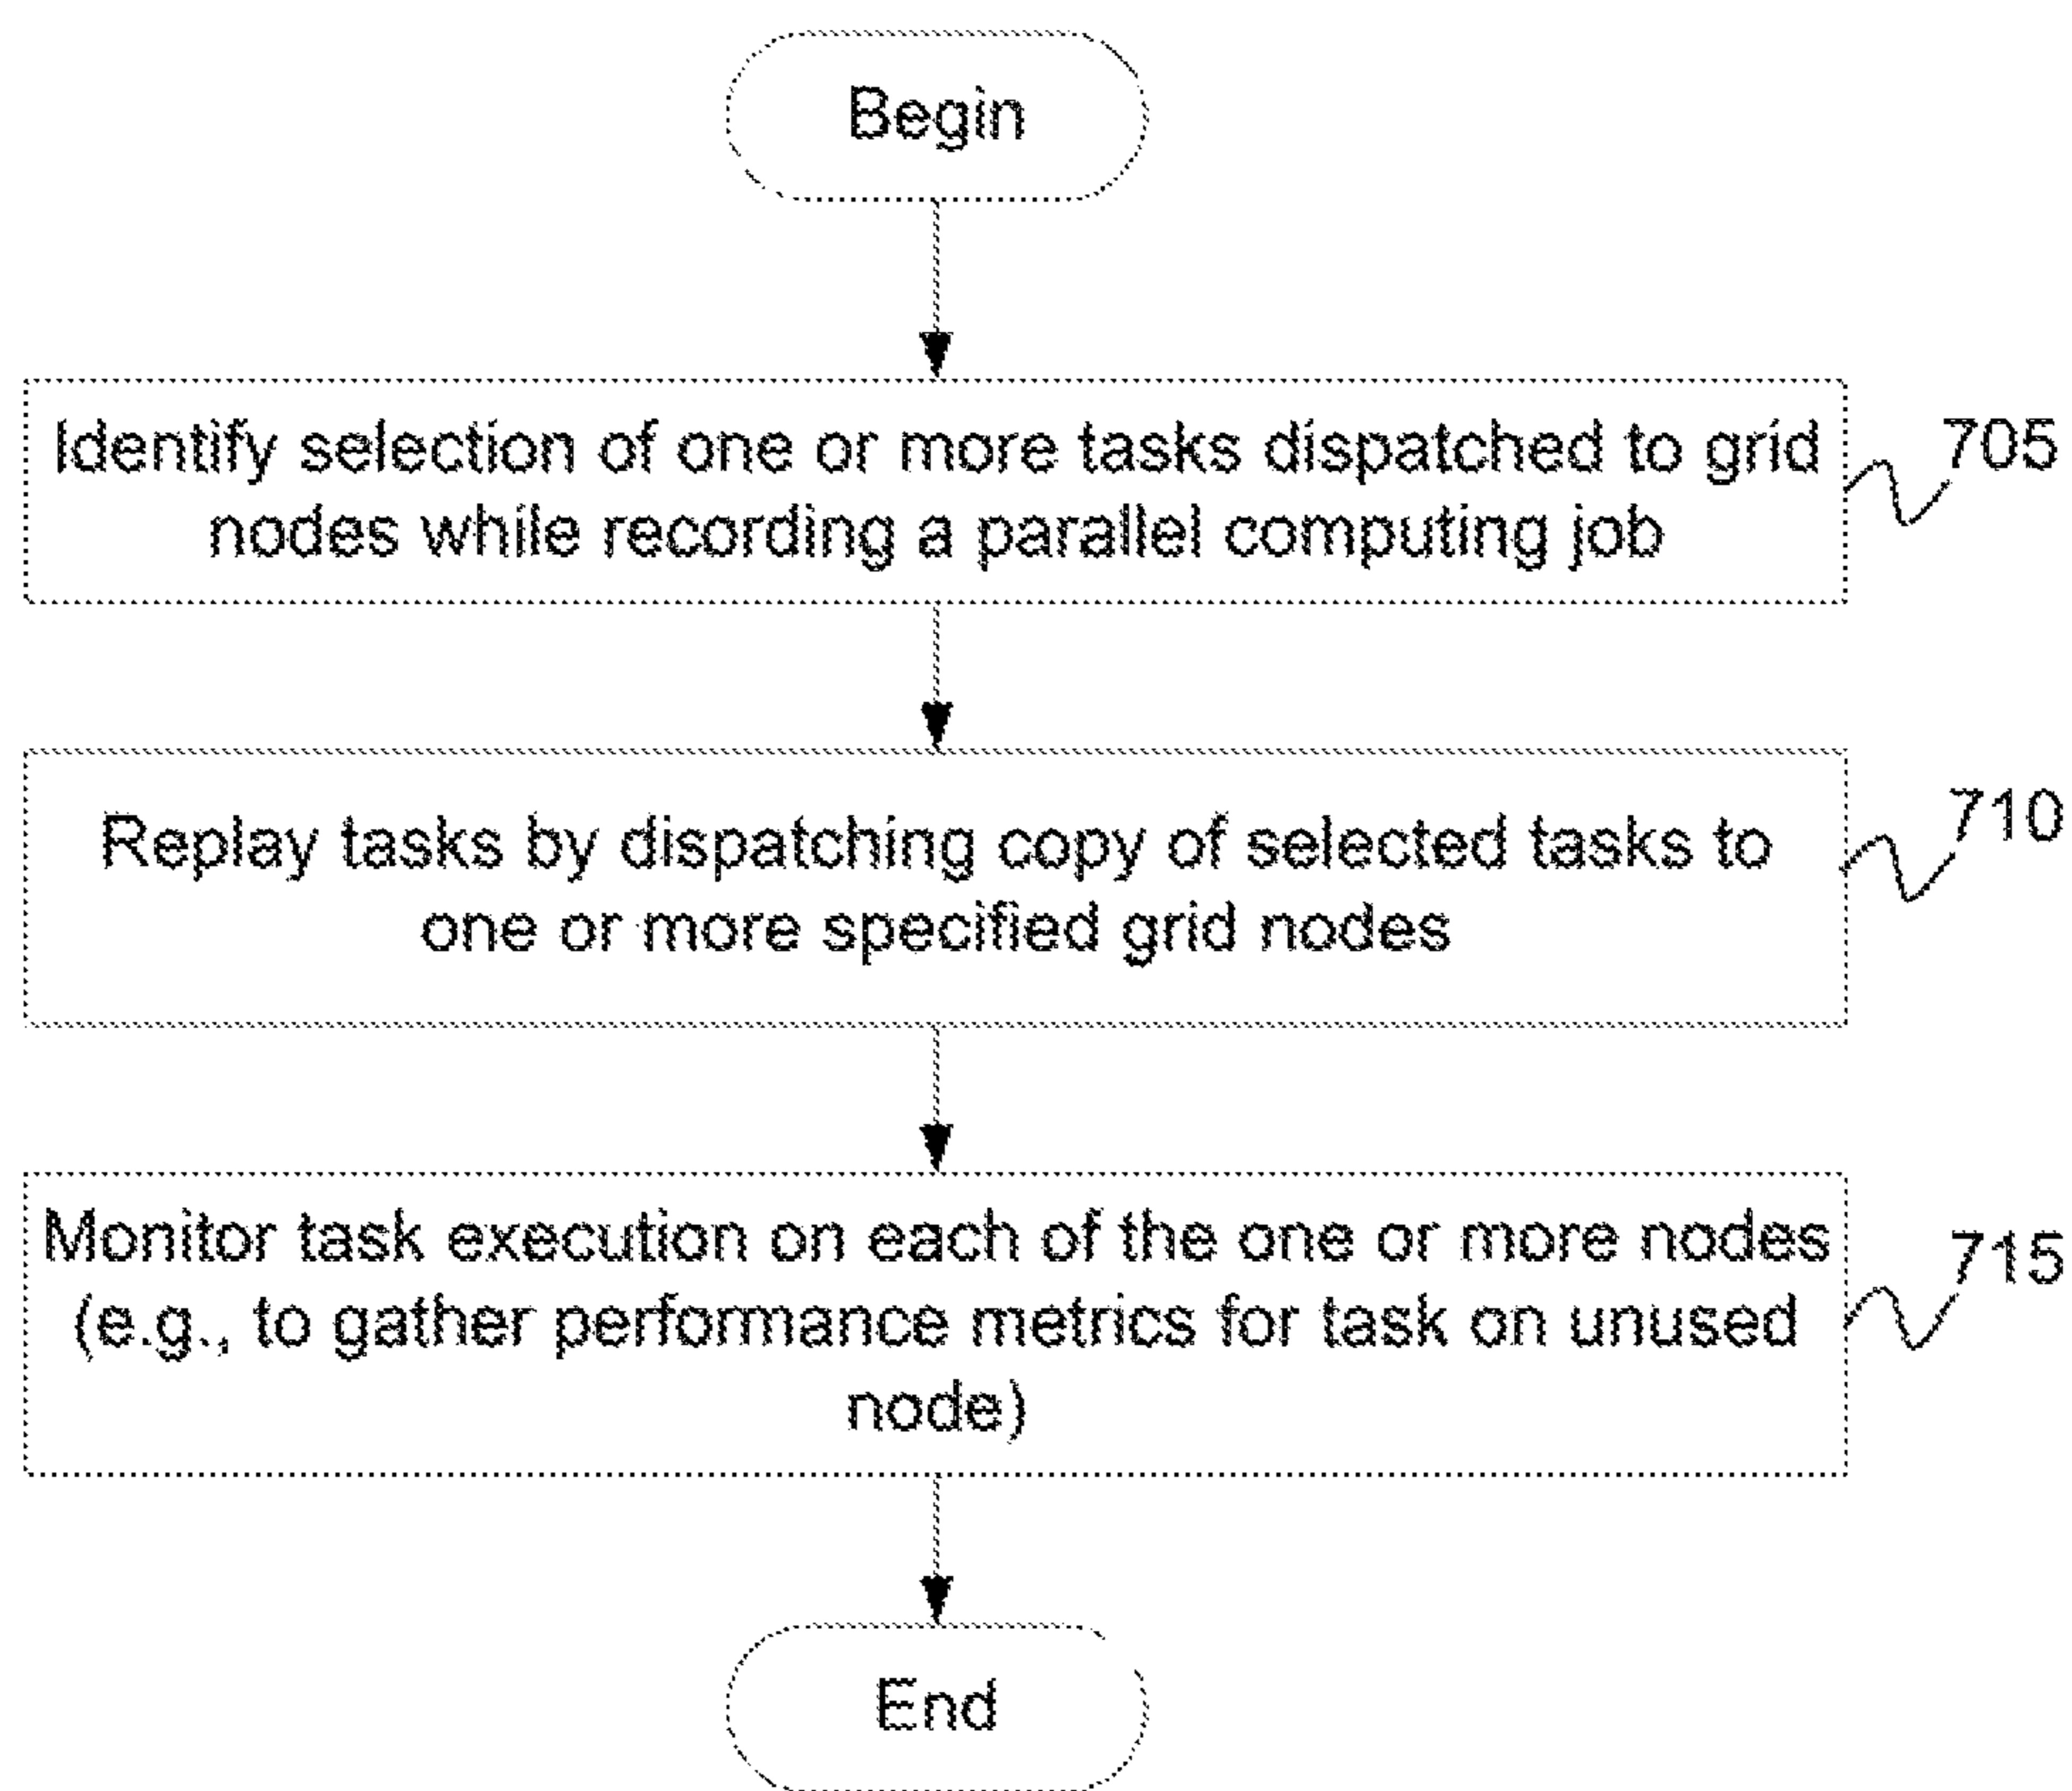 Begin
Identify selection of one or more tasks dispatched to grid
nodes while recording a parallel computing job
705
Replay tasks by dispatching copy of selected tasks to
one or more specified grid nodes
710
Monitor task execution on each of the one or more nodes
(e.g., to gather performance metrics for task on unused
node)
715
End